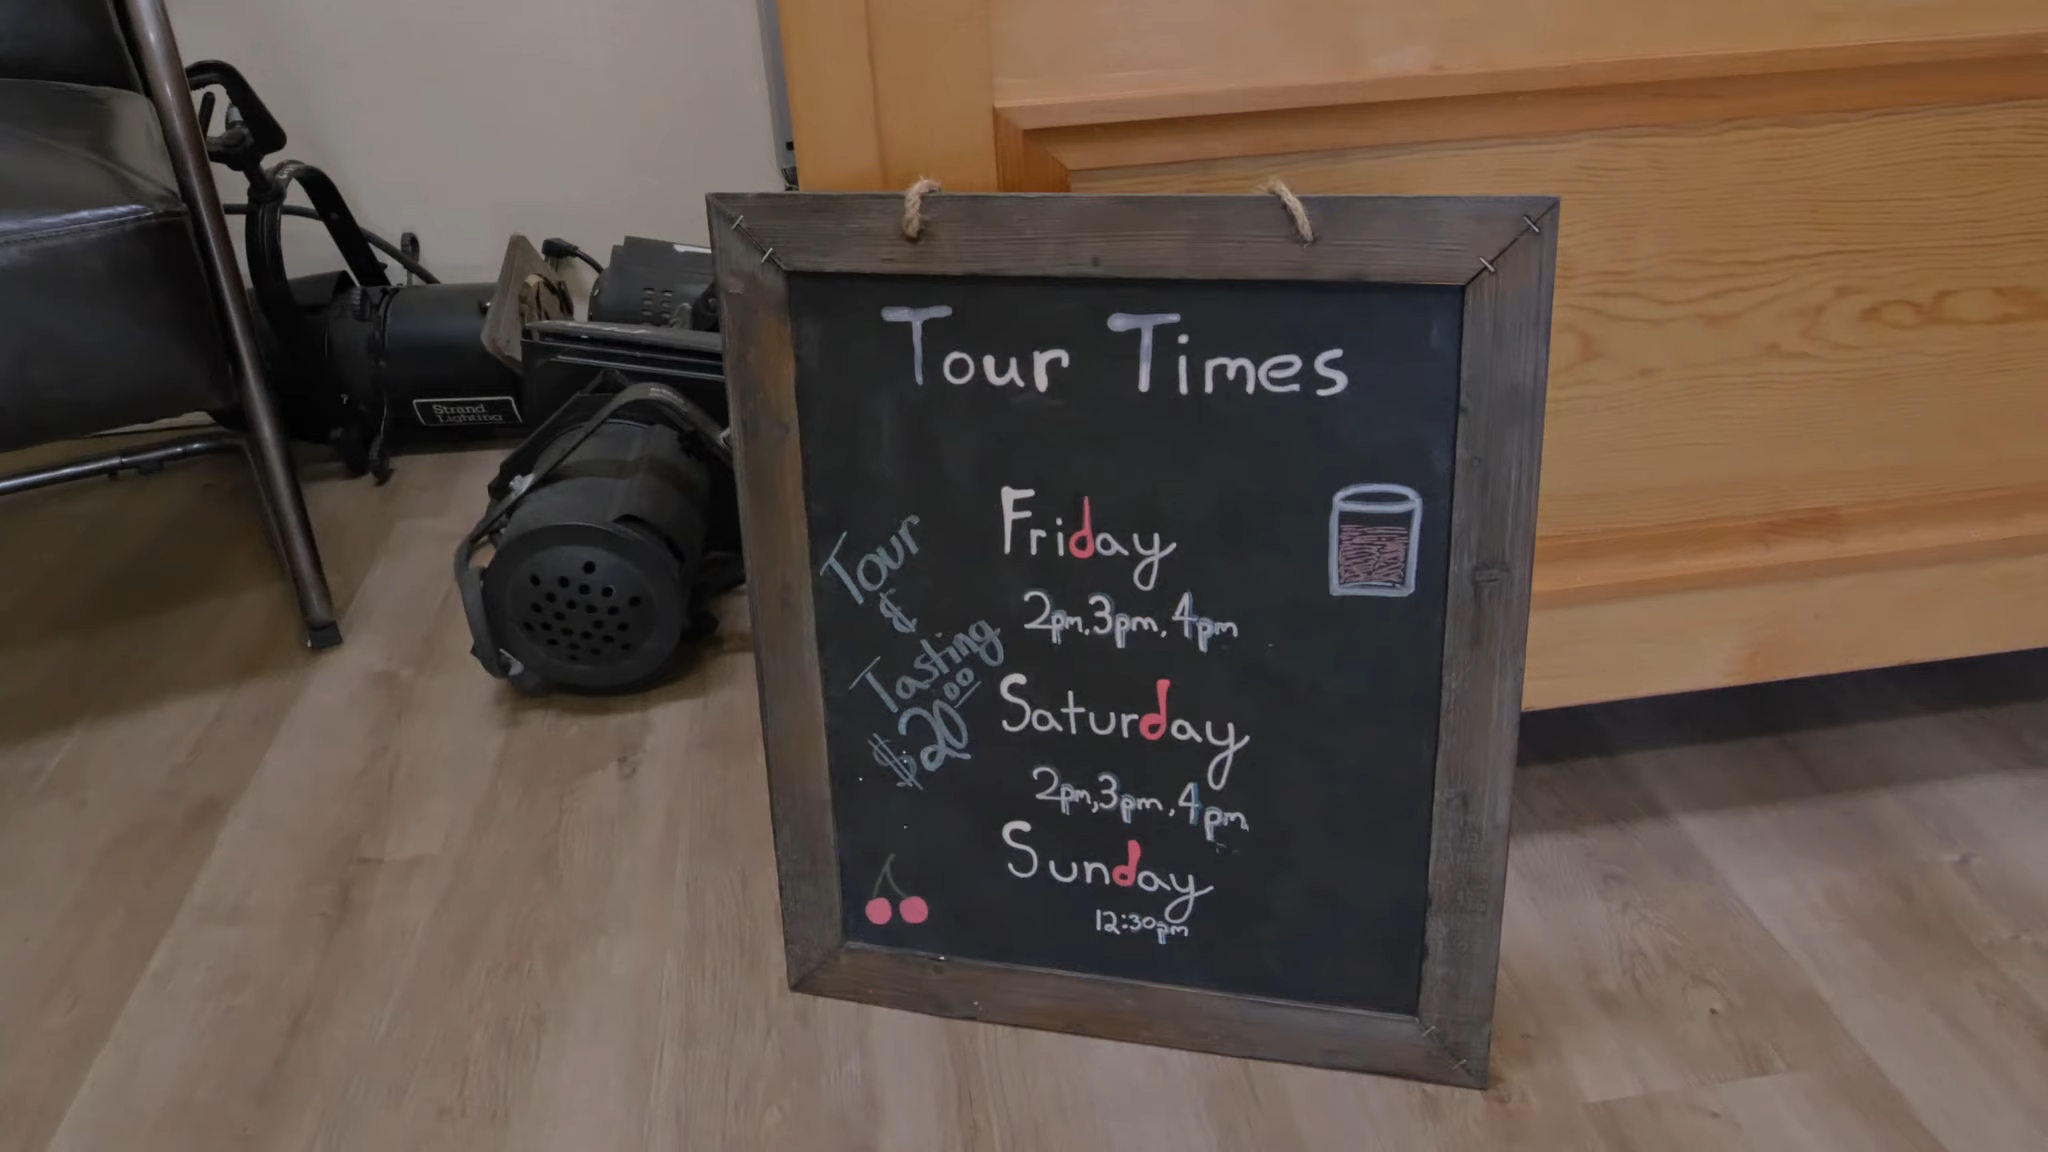 Strand
Lighting
Tour Times
Friday
2pm, 3pm, 4pm
Saturday
2pm, 3pm, 4pm
Sunday
12:30pm
Tour
&
Tasting
$20.00